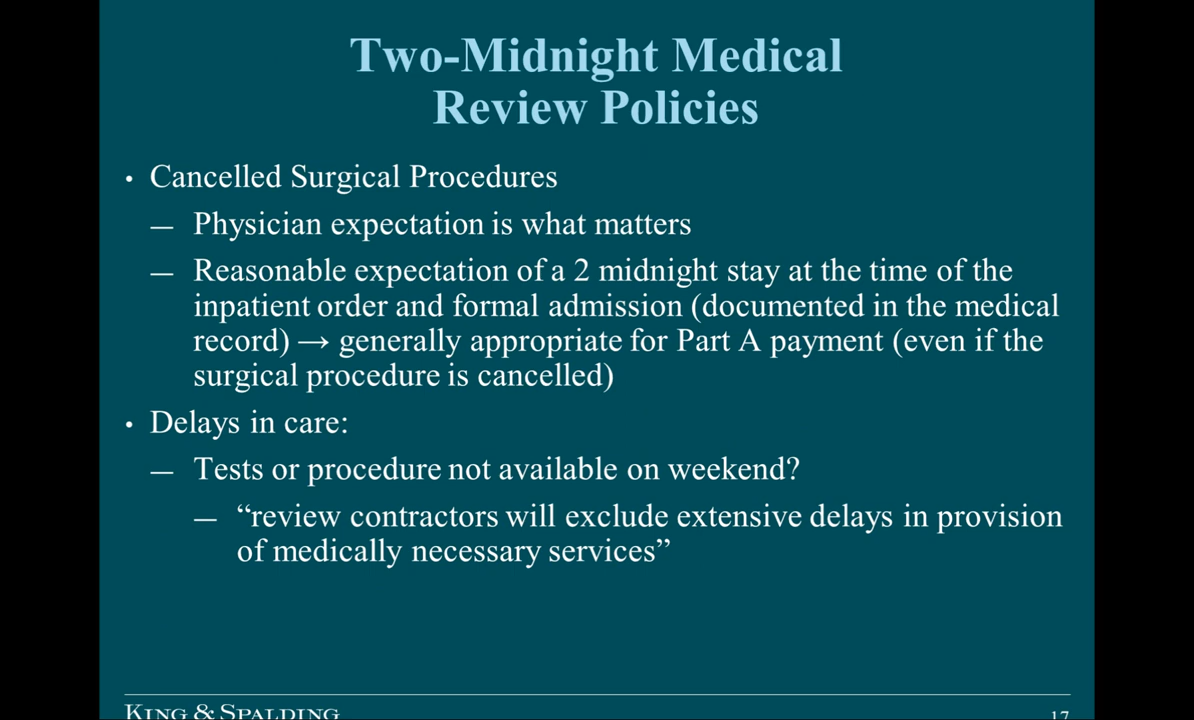 Two-Midnight Medical
Review Policies
• Cancelled Surgical Procedures
— Physician expectation is what matters
— Reasonable expectation of a 2 midnight stay at the time of the
inpatient order and formal admission (documented in the medical
record) → generally appropriate for Part A payment (even if the
surgical procedure is cancelled)
• Delays in care:
— Tests or procedure not available on weekend?
— “review contractors will exclude extensive delays in provision
of medically necessary services”
KING & SPALDING
17